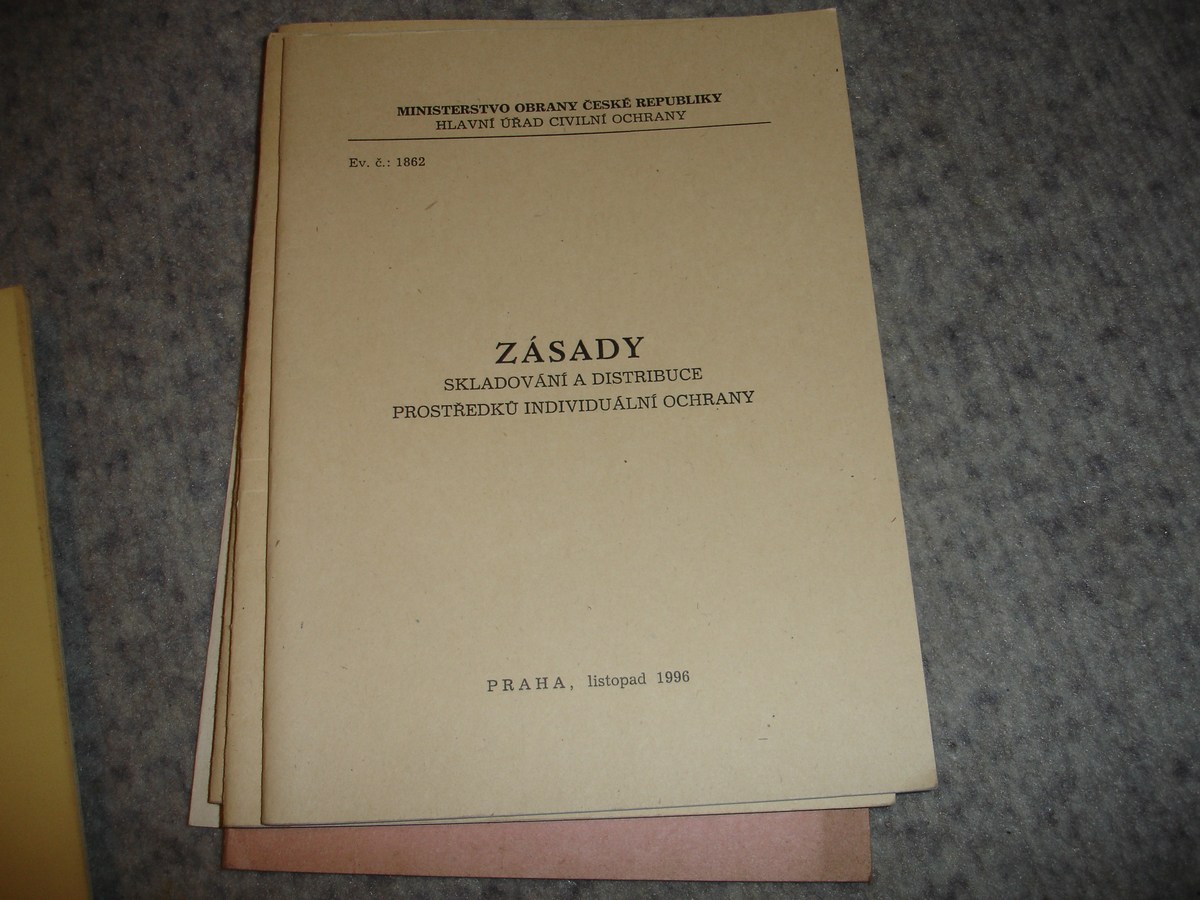 MINISTERSTVO OBRANY ČESKÉ REPUBLIKY
HLAVNÍ ÚŘAD CIVILNÍ OCHRANY
Ev. č.: 1862
ZÁSADY
SKLADOVÁNÍ A DISTRIBUCE
PROSTŘEDKŮ INDIVIDUÁLNÍ OCHRANY
PRAHA, listopad 1996